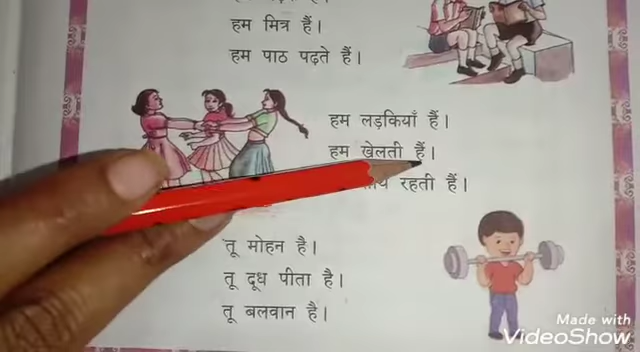 हम मित्र हैं।
हम पाठ पढ़ते हैं।
हम लड़कियाँ हैं।
हम खेलती हैं।
रहती हैं।
तू मोहन है।
तू दूध पीता है।
तू बलवान है।
Made with
VideoShow